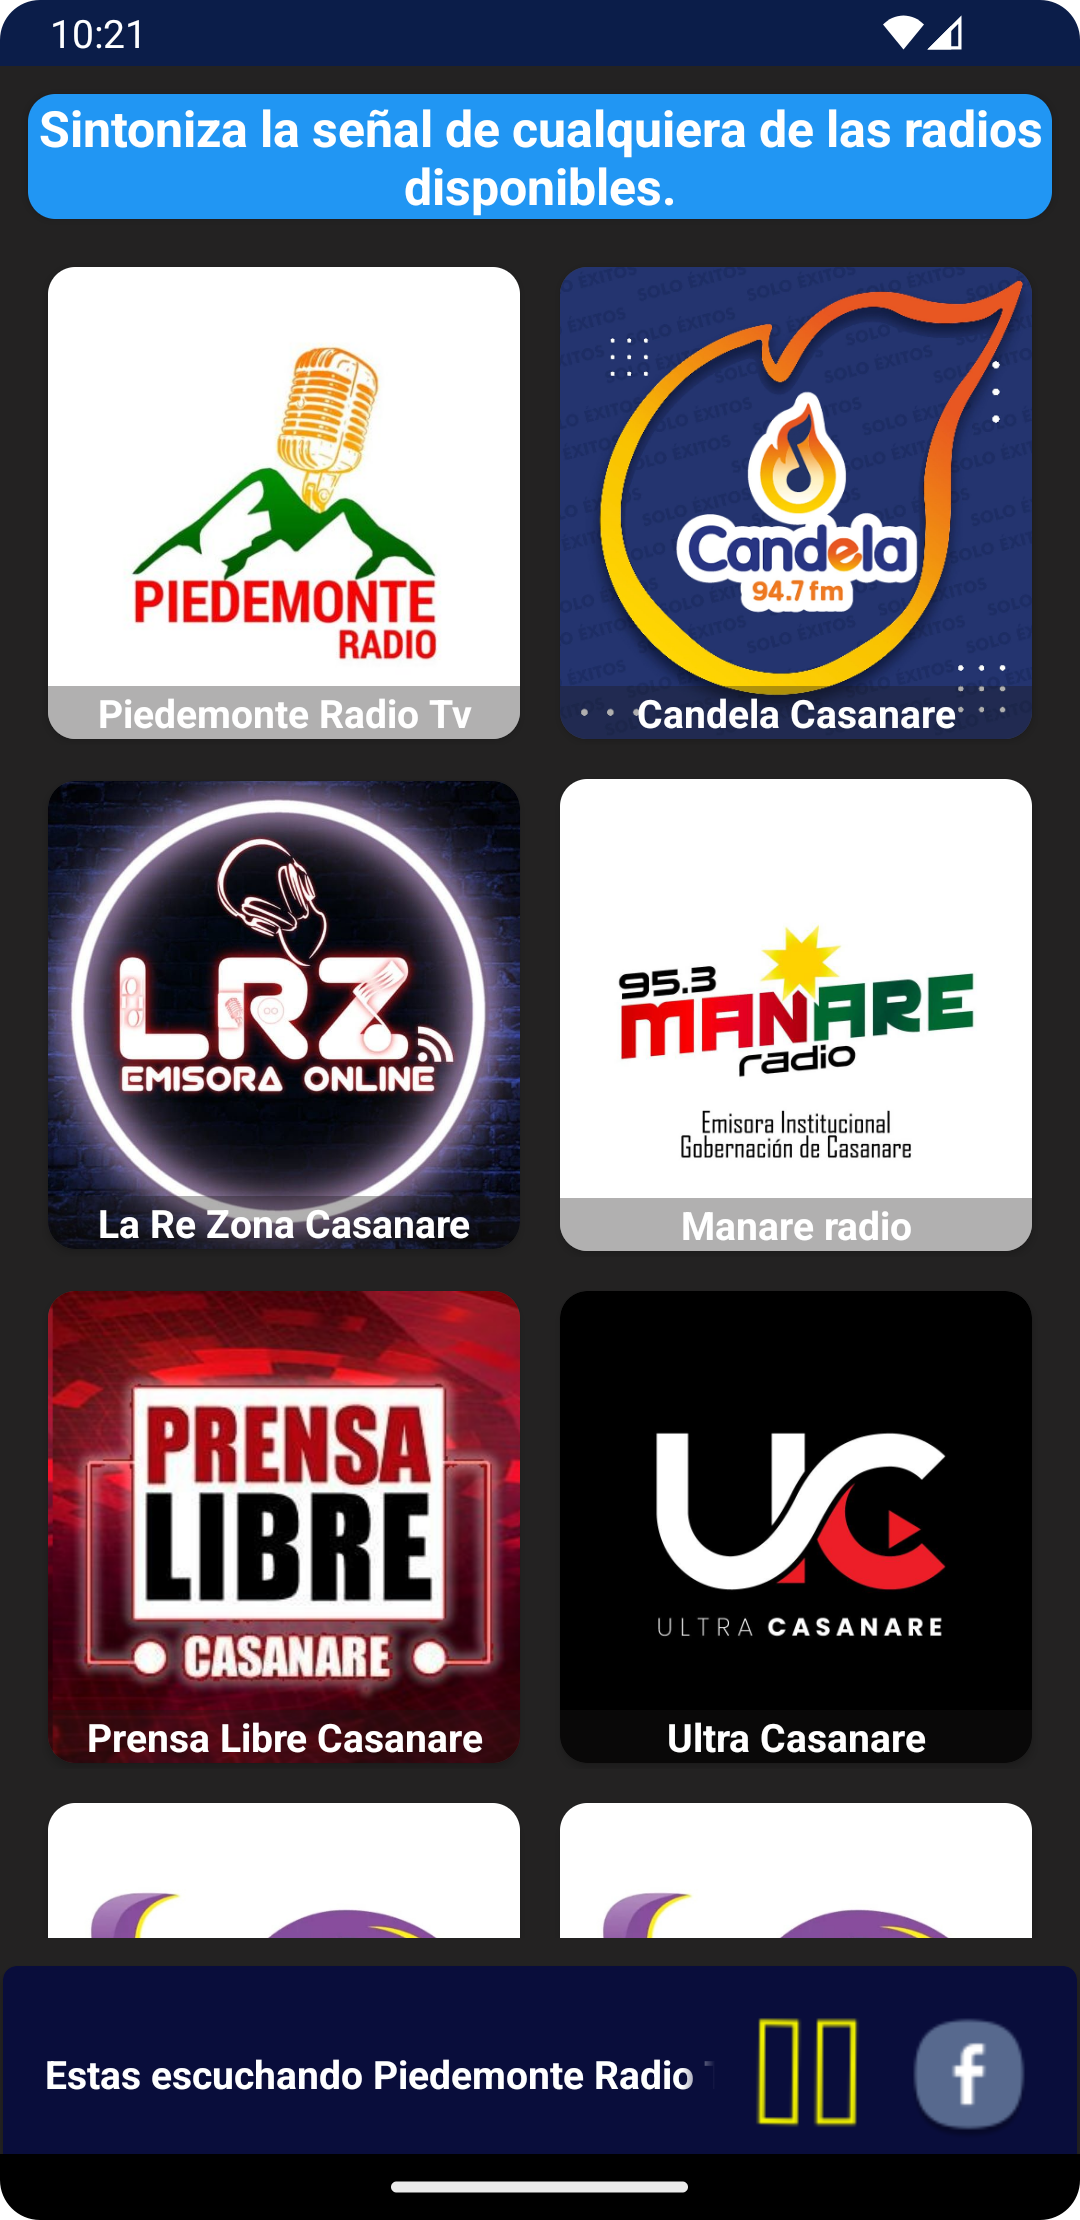 10:21
Sintoniza la señal de cualquiera de las radios
disponibles.
PIEDEMONTE
RADIO
Piedemonte Radio Tv
SOLO ÉXITOS
Candela
94.7 fm
Candela Casanare
LRZ
EMISORA ONLINE
La Re Zona Casanare
95.3
MANARE
radio
Emisora Institucional
Gobernación de Casanare
Manare radio
PRENSA
LIBRE
CASANARE
Prensa Libre Casanare
UC
ULTRA CASANARE
Ultra Casanare
Estas escuchando Piedemonte Radio
f